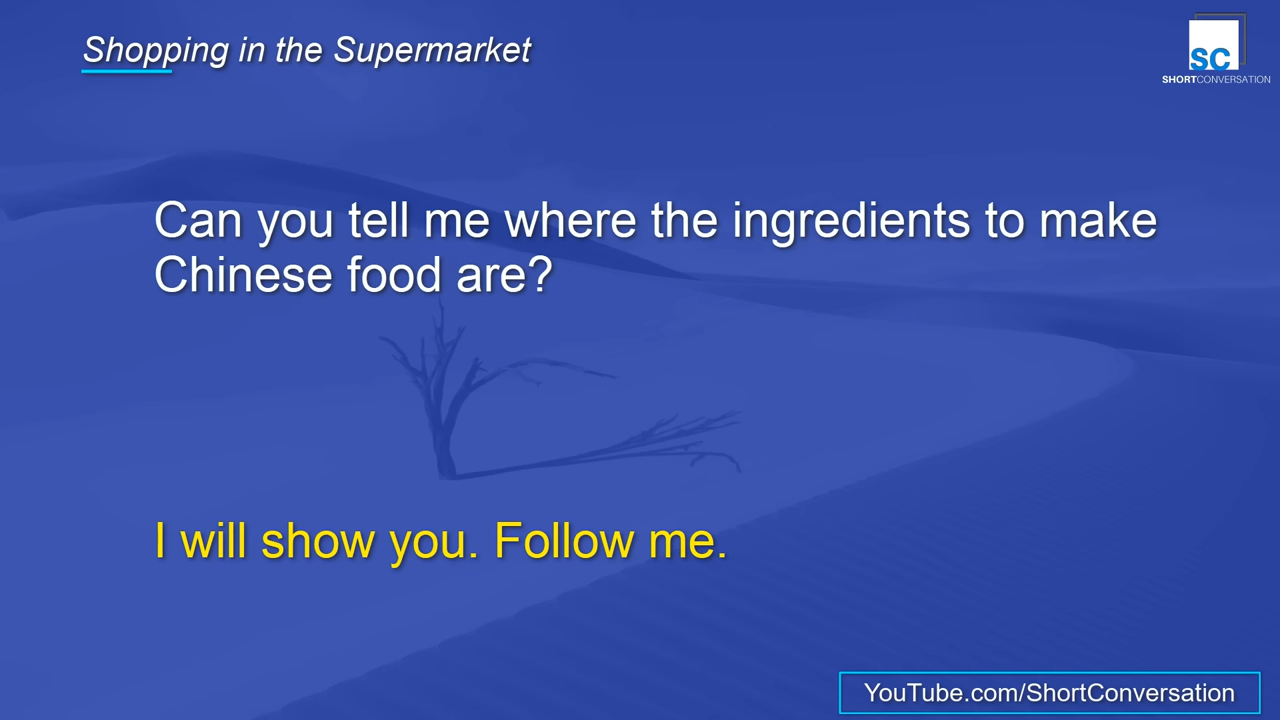 Shopping in the Supermarket
SC
SHORTCONVERSATION
Can you tell me where the ingredients to make
Chinese food are?
I will show you. Follow me.
YouTube.com/ShortConversation